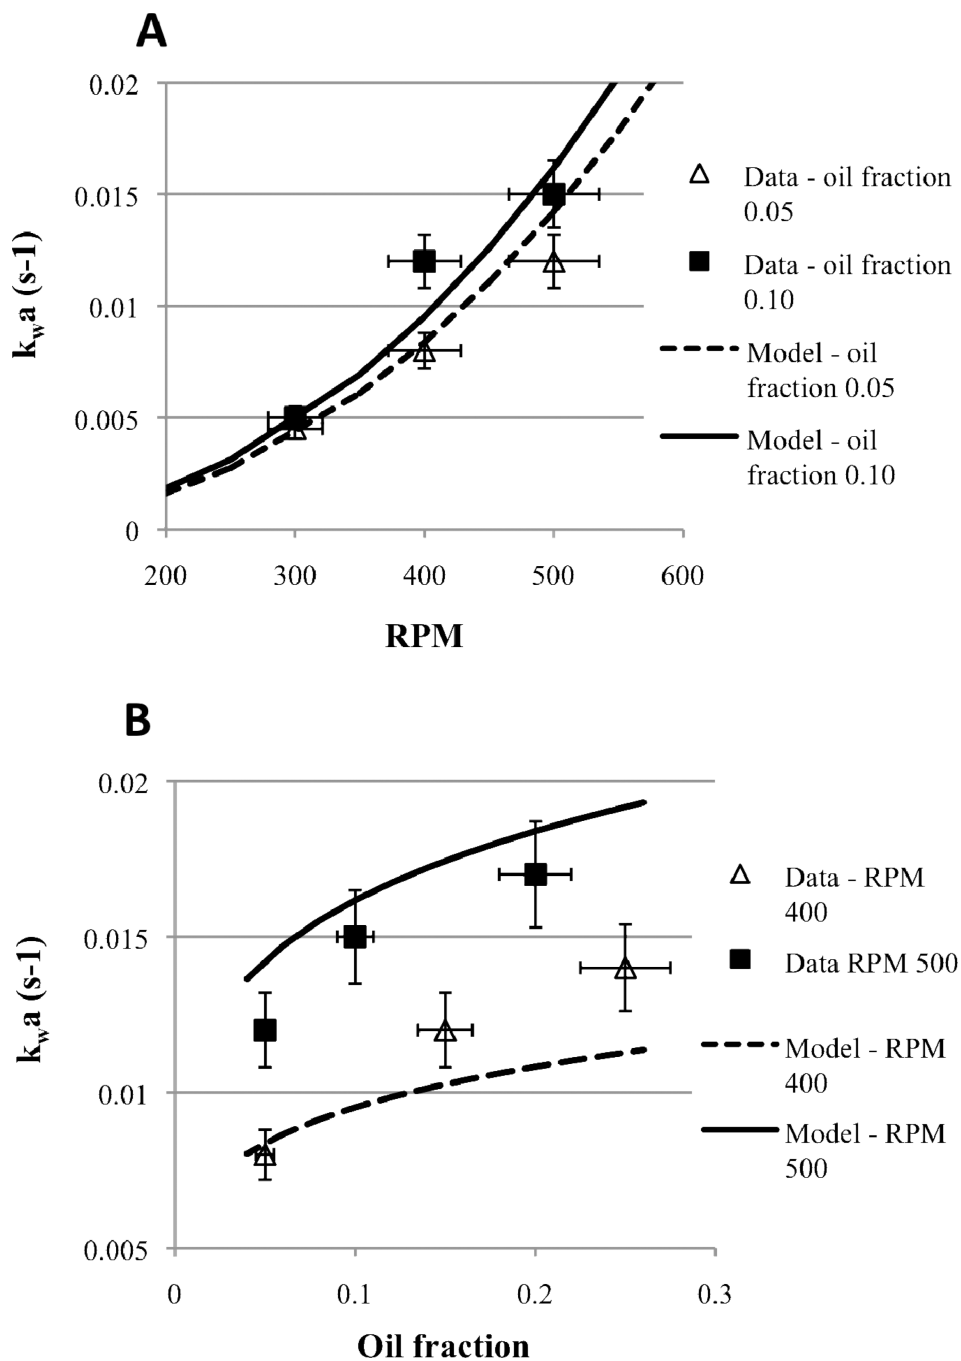 A
0.02
0.015
0.01
0.005
0
200 300 400 500 600
RPM
kwa (s-1)
Data - oil fraction
0.05
Data - oil fraction
0.10
Model - oil
fraction 0.05
Model - oil
fraction 0.10
B
0.02
0.015
0.01
0.005
0 0.1 0.2 0.3
Oil fraction
kwa (s-1)
Data - RPM
400
Data RPM 500
Model - RPM
400
Model - RPM
500